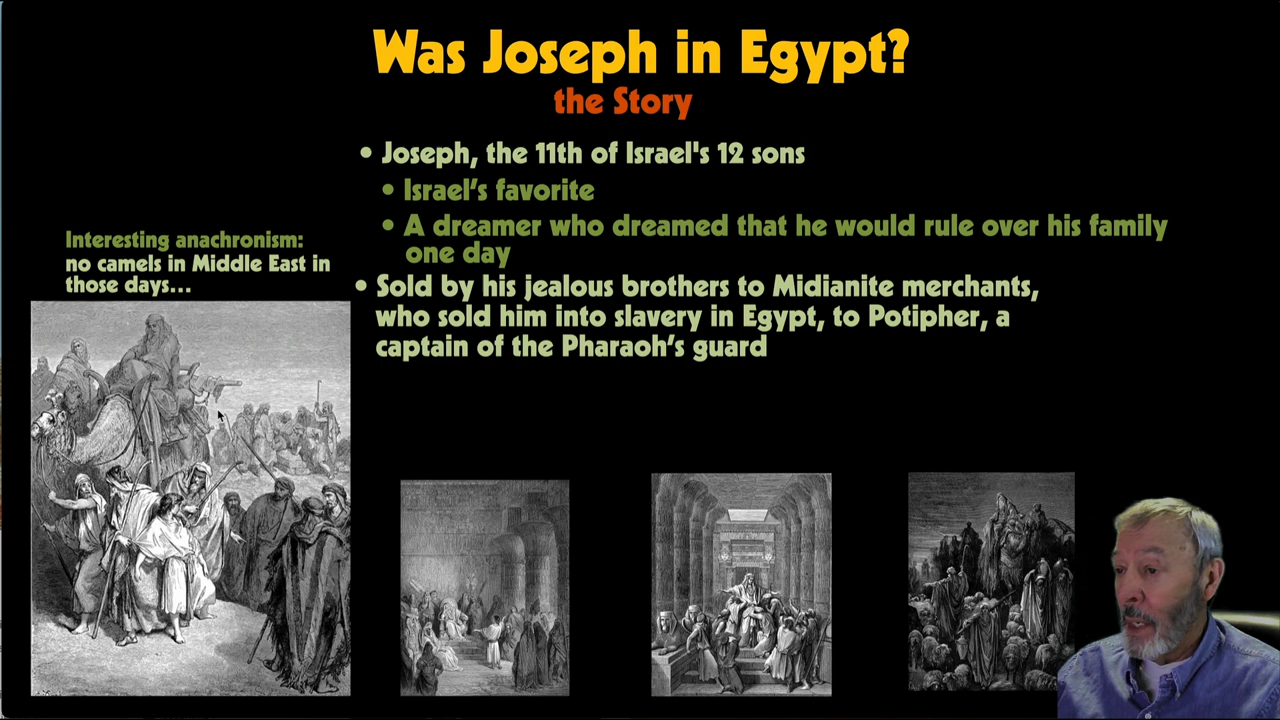 Was Joseph in Egypt?
the Story
• Joseph, the 11th of Israel's 12 sons
• Israel's favorite
• A dreamer who dreamed that he would rule over his family
one day
• Sold by his jealous brothers to Midianite merchants,
who sold him into slavery in Egypt, to Potipher, a
captain of the Pharaoh's guard
Interesting anachronism:
no camels in Middle East in
those days...